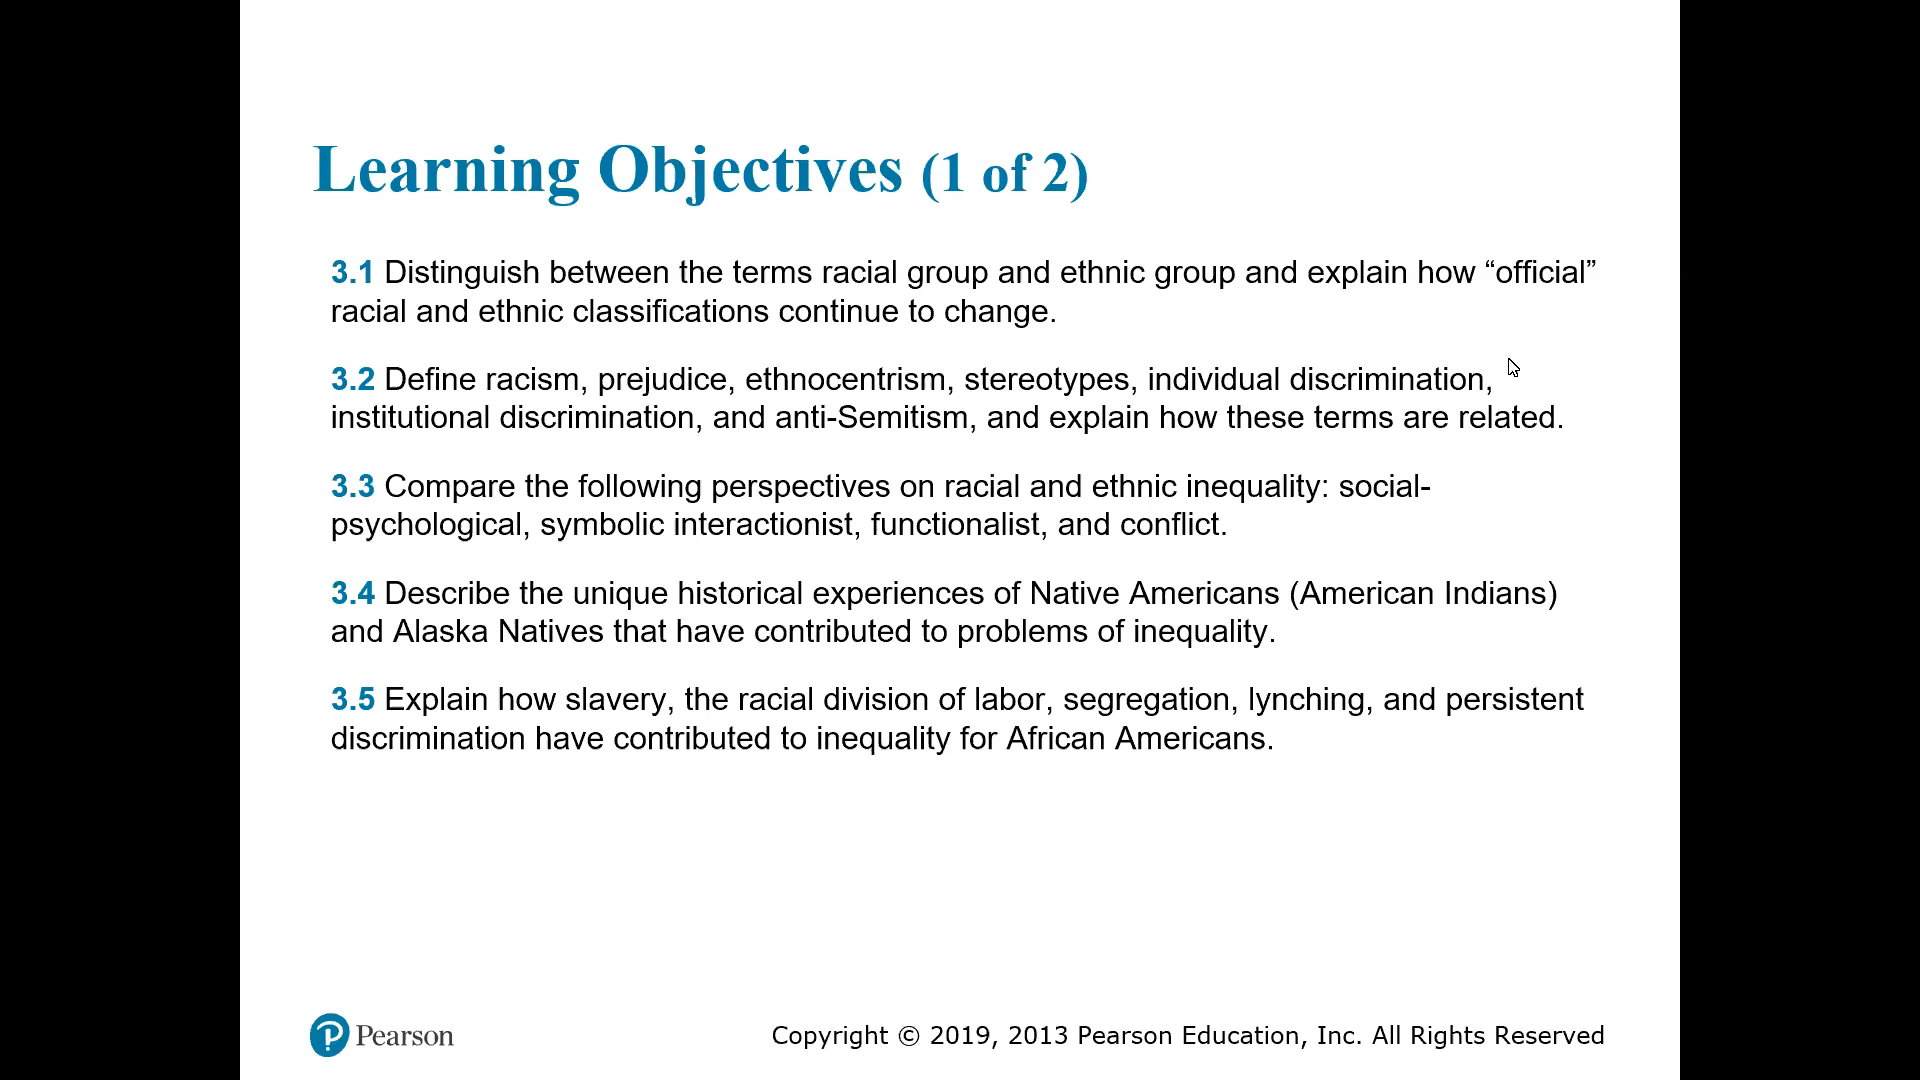 Learning Objectives (1 of 2)
3.1 Distinguish between the terms racial group and ethnic group and explain how “official”
racial and ethnic classifications continue to change.
3.2 Define racism, prejudice, ethnocentrism, stereotypes, individual discrimination,
institutional discrimination, and anti-Semitism, and explain how these terms are related.
3.3 Compare the following perspectives on racial and ethnic inequality: social-
psychological, symbolic interactionist, functionalist, and conflict.
3.4 Describe the unique historical experiences of Native Americans (American Indians)
and Alaska Natives that have contributed to problems of inequality.
3.5 Explain how slavery, the racial division of labor, segregation, lynching, and persistent
discrimination have contributed to inequality for African Americans.
Pearson
Copyright © 2019, 2013 Pearson Education, Inc. All Rights Reserved